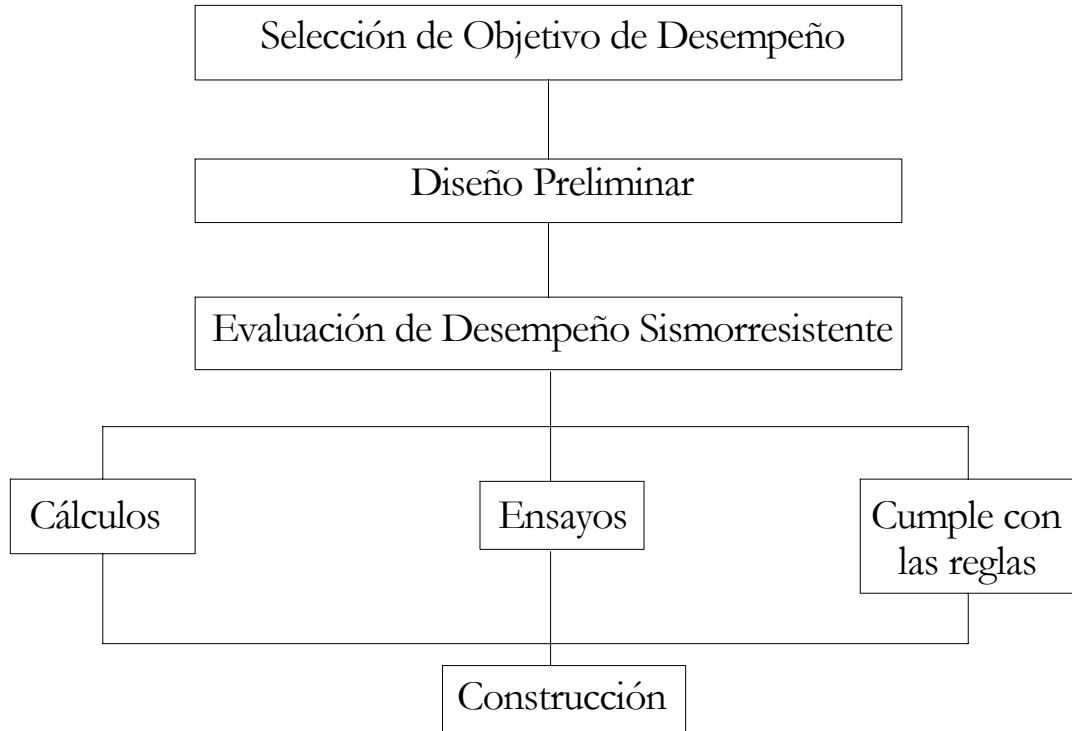 Selección de Objetivo de Desempeño
Diseño Preliminar
Evaluación de Desempeño Sismorresistente
Cálculos
Ensayos
Cumple con
las reglas
Construcción